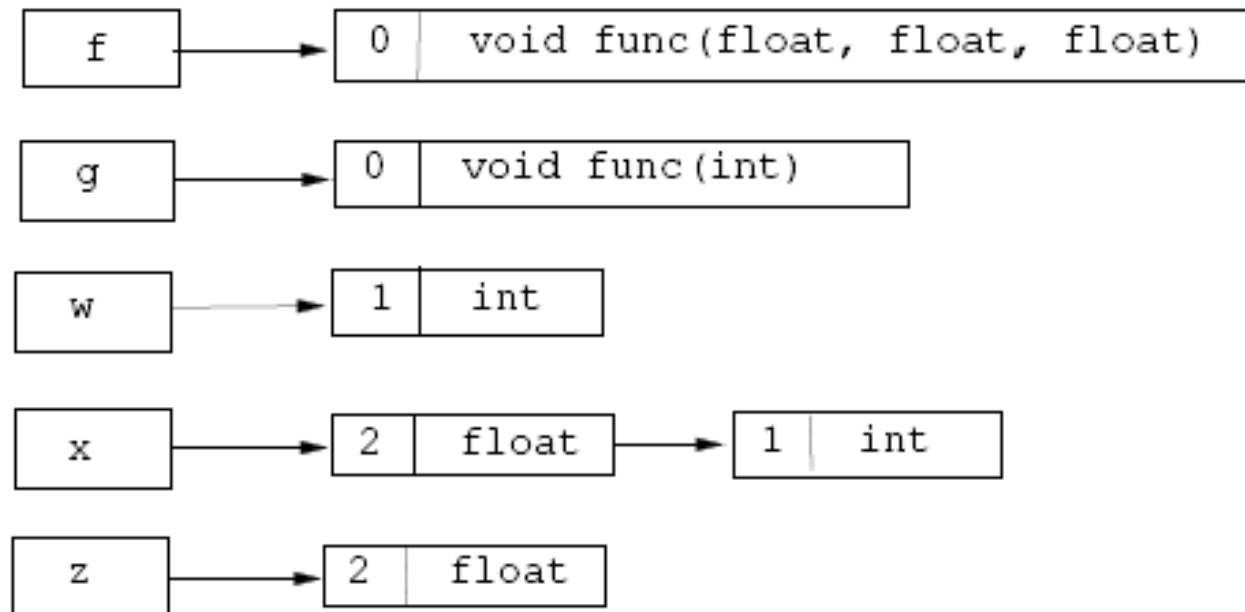 f 0 void func(float, float, float)
g 0 void func(int)
w 1 int
x 2 float 1 int
z 2 float